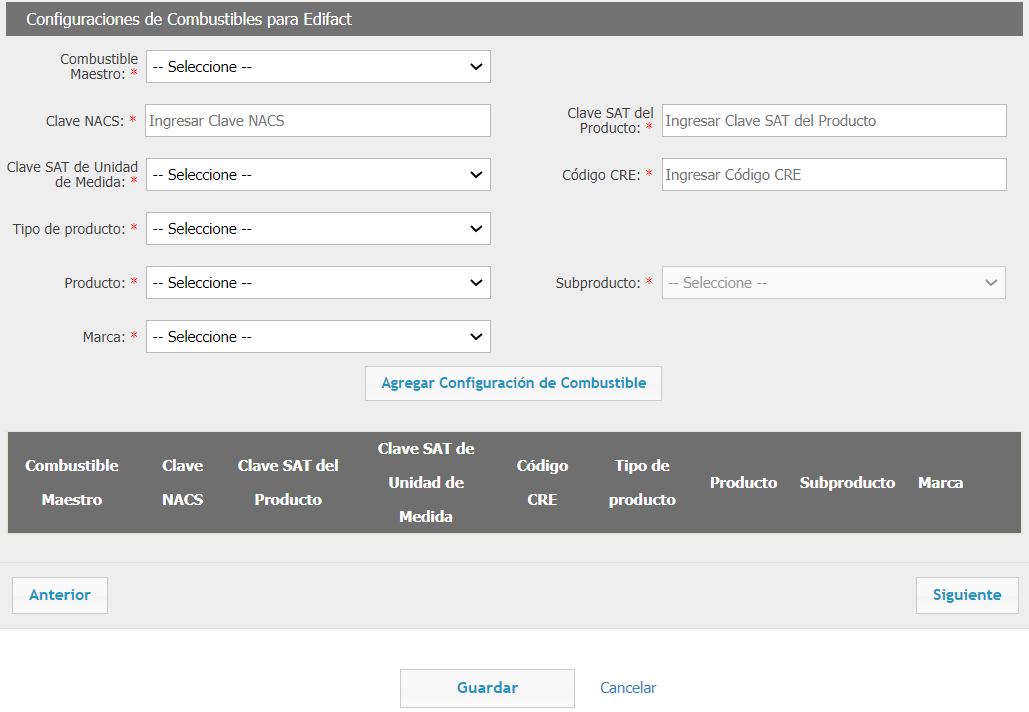 Configuraciones de Combustibles para Edifact
Combustible
Maestro: *
-- Seleccione --
Clave NACS: *
Ingresar Clave NACS
Clave SAT del
Producto: *
Ingresar Clave SAT del Producto
Clave SAT de Unidad
de Medida: *
-- Seleccione --
Código CRE: *
Ingresar Código CRE
Tipo de producto: *
-- Seleccione --
Producto: *
-- Seleccione --
Subproducto: *
-- Seleccione --
Marca: *
-- Seleccione --
Agregar Configuración de Combustible
Combustible
Maestro
Clave
NACS
Clave SAT del
Producto
Clave SAT de
Unidad de
Medida
Código
CRE
Tipo de
producto
Producto
Subproducto
Marca
Anterior
Siguiente
Guardar
Cancelar